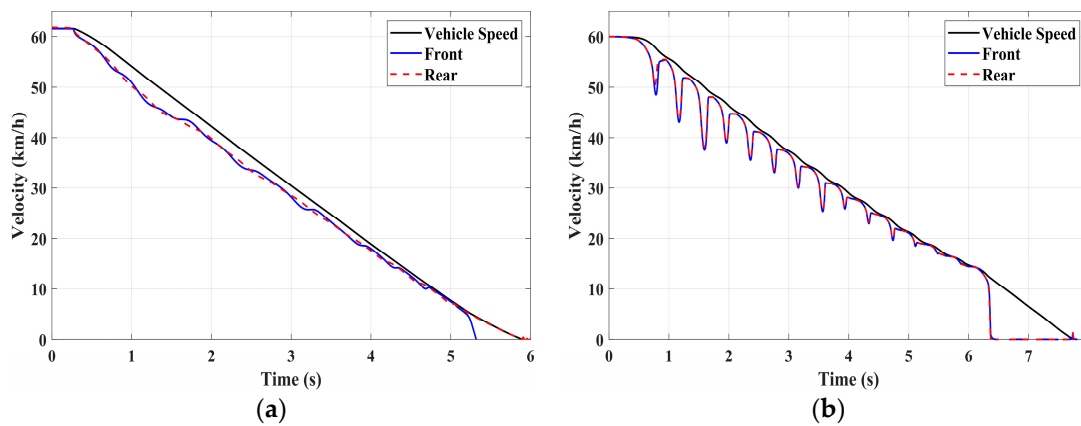 Vehicle Speed
Front
Rear
60
50
40
30
20
10
0
Velocity (km/h)
0 1 2 3 4 5 6
Time (s)
(a)
Vehicle Speed
Front
Rear
60
50
40
30
20
10
0
Velocity (km/h)
0 1 2 3 4 5 6 7
Time (s)
(b)